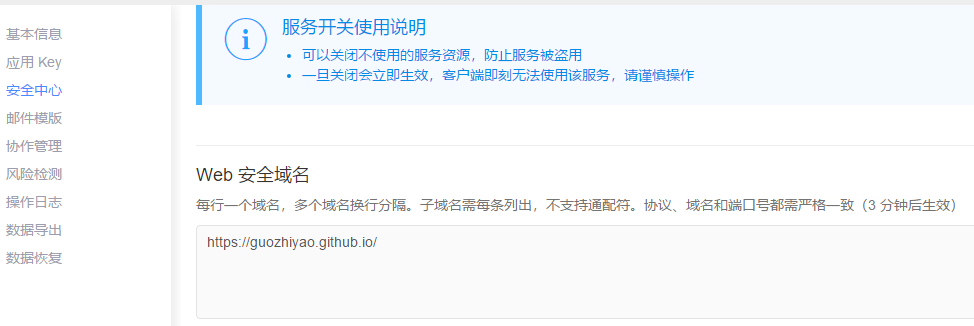 基本信息
应用 Key
安全中心
邮件模版
协作管理
风险检测
操作日志
数据导出
数据恢复
服务开关使用说明
可以关闭不使用的服务资源，防止服务被盗用
一旦关闭会立即生效，客户端即刻无法使用该服务，请谨慎操作
Web 安全域名
每行一个域名，多个域名换行分隔。子域名需每条列出，不支持通配符。协议、域名和端口号都需严格一致（3 分钟后生效）
https://guozhiyao.github.io/